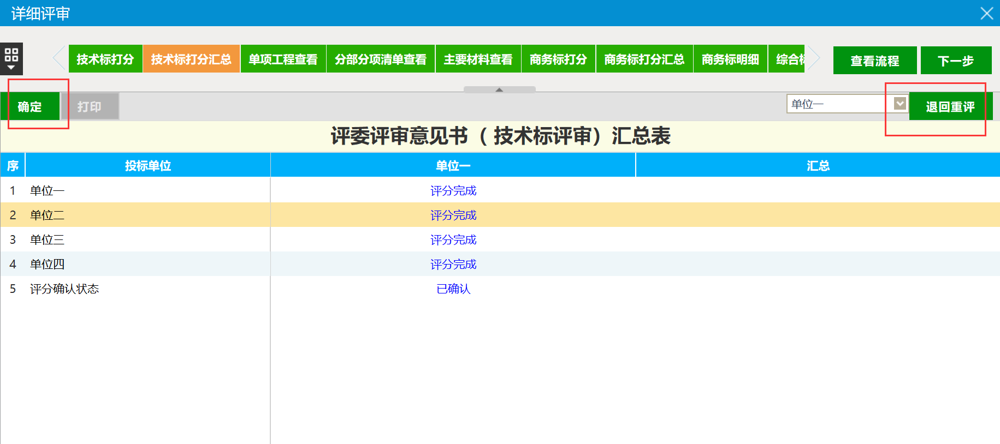 详细评审
技术标打分 技术标打分汇总 单项工程查看 分部分项清单查看 主要材料查看 商务标打分 商务标打分汇总 商务标明细 综合标 查看流程 下一步
确定 打印 单位一 退回重评
评委评审意见书（ 技术标评审）汇总表
序 投标单位 单位一 汇总
1 单位一 评分完成
2 单位二 评分完成
3 单位三 评分完成
4 单位四 评分完成
5 评分确认状态 已确认